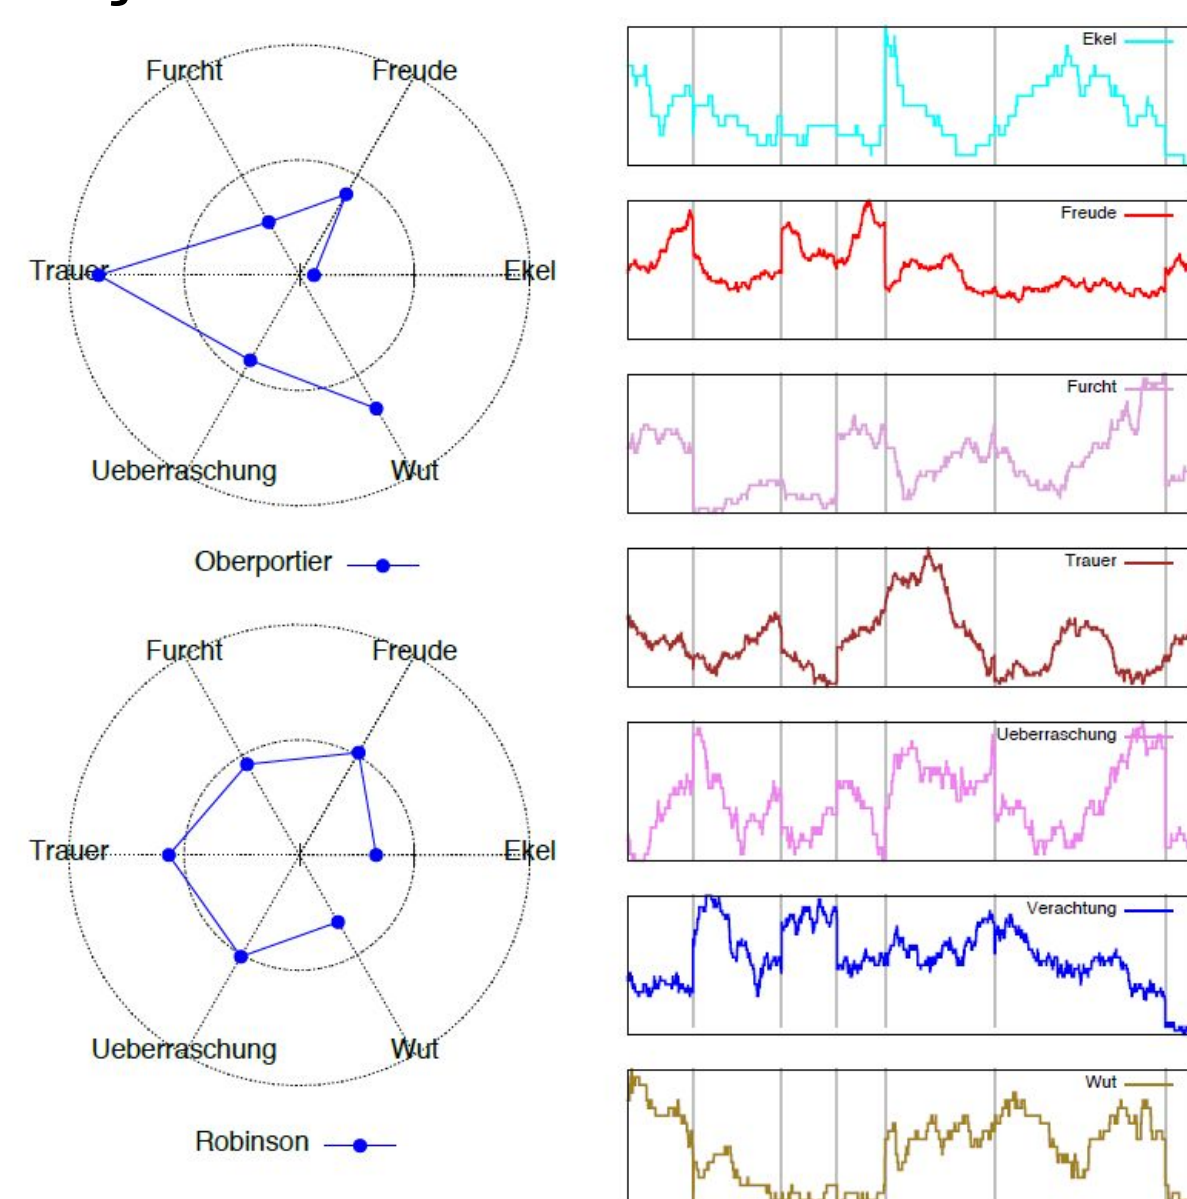 Furcht Freude
Trauer Ekel
Ueberraschung Wut
Oberportier
Furcht Freude
Trauer Ekel
Ueberraschung Wut
Robinson
Ekel
Freude
Furcht
Trauer
Ueberraschung
Verachtung
Wut